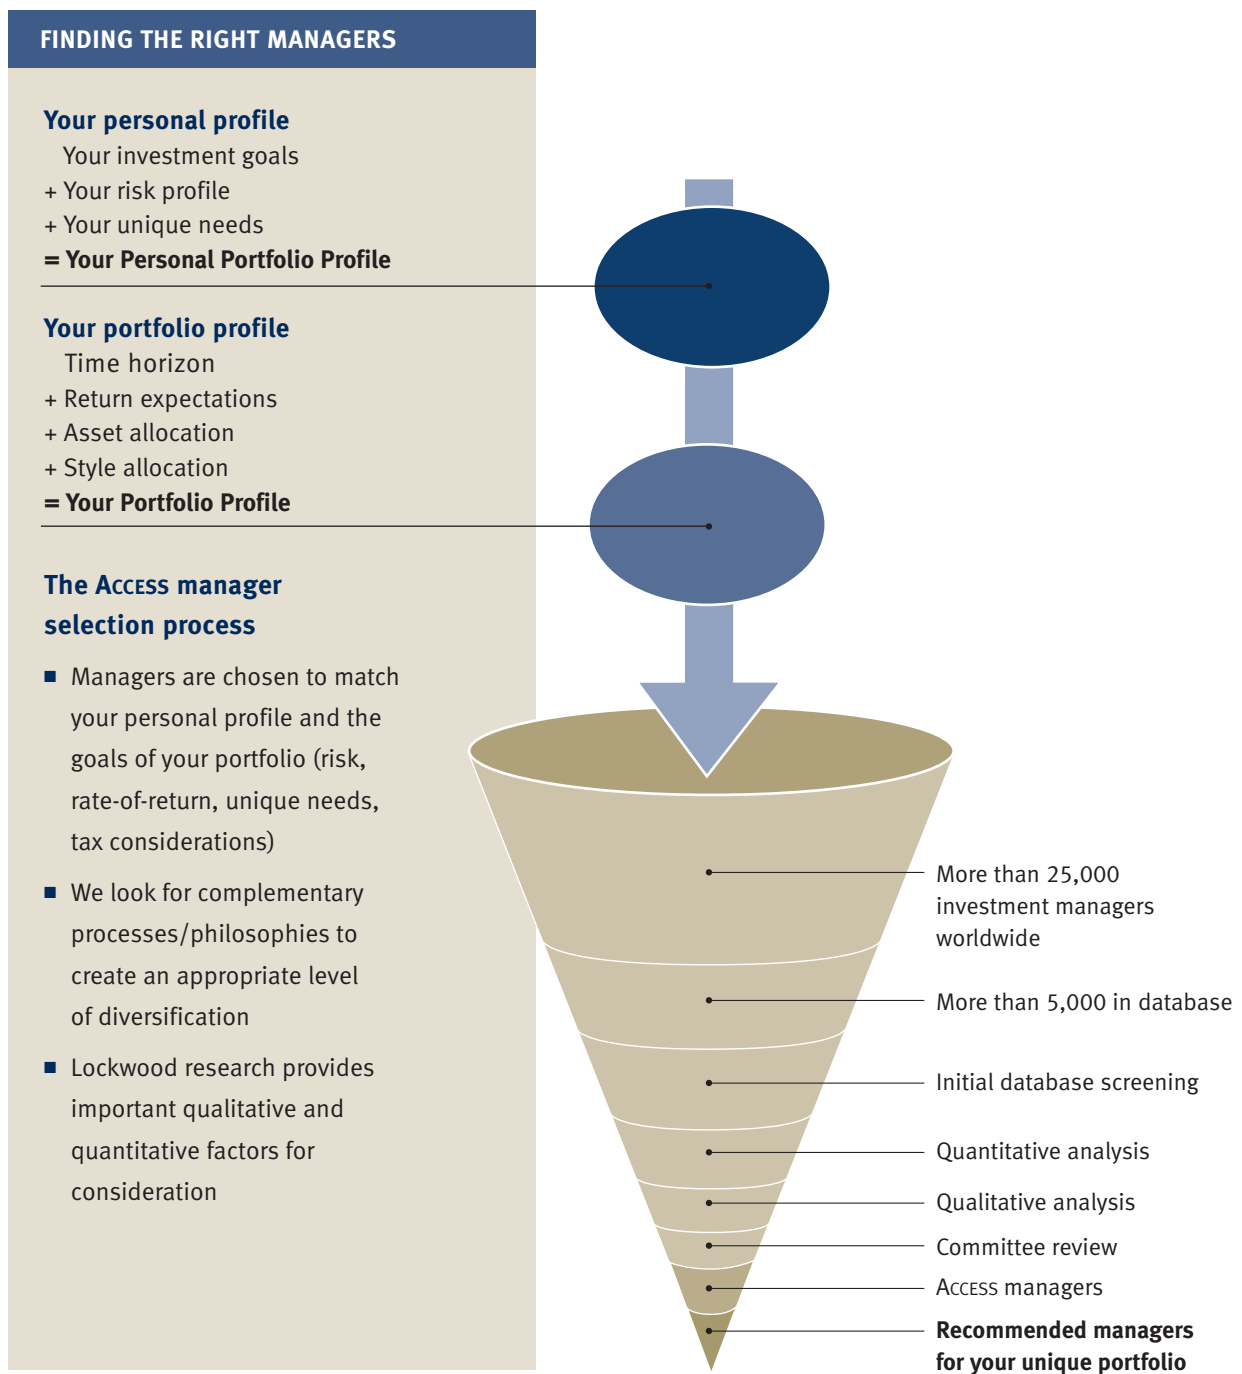 FINDING THE RIGHT MANAGERS
Your personal profile
Your investment goals
+ Your risk profile
+ Your unique needs
= Your Personal Portfolio Profile
Your portfolio profile
Time horizon
+ Return expectations
+ Asset allocation
+ Style allocation
= Your Portfolio Profile
The ACCESS manager
selection process
■ Managers are chosen to match
your personal profile and the
goals of your portfolio (risk,
rate-of-return, unique needs,
tax considerations)
■ We look for complementary
processes/philosophies to
create an appropriate level
of diversification
■ Lockwood research provides
important qualitative and
quantitative factors for
consideration
More than 25,000
investment managers
worldwide
More than 5,000 in database
Initial database screening
Quantitative analysis
Qualitative analysis
Committee review
ACCESS managers
Recommended managers
for your unique portfolio